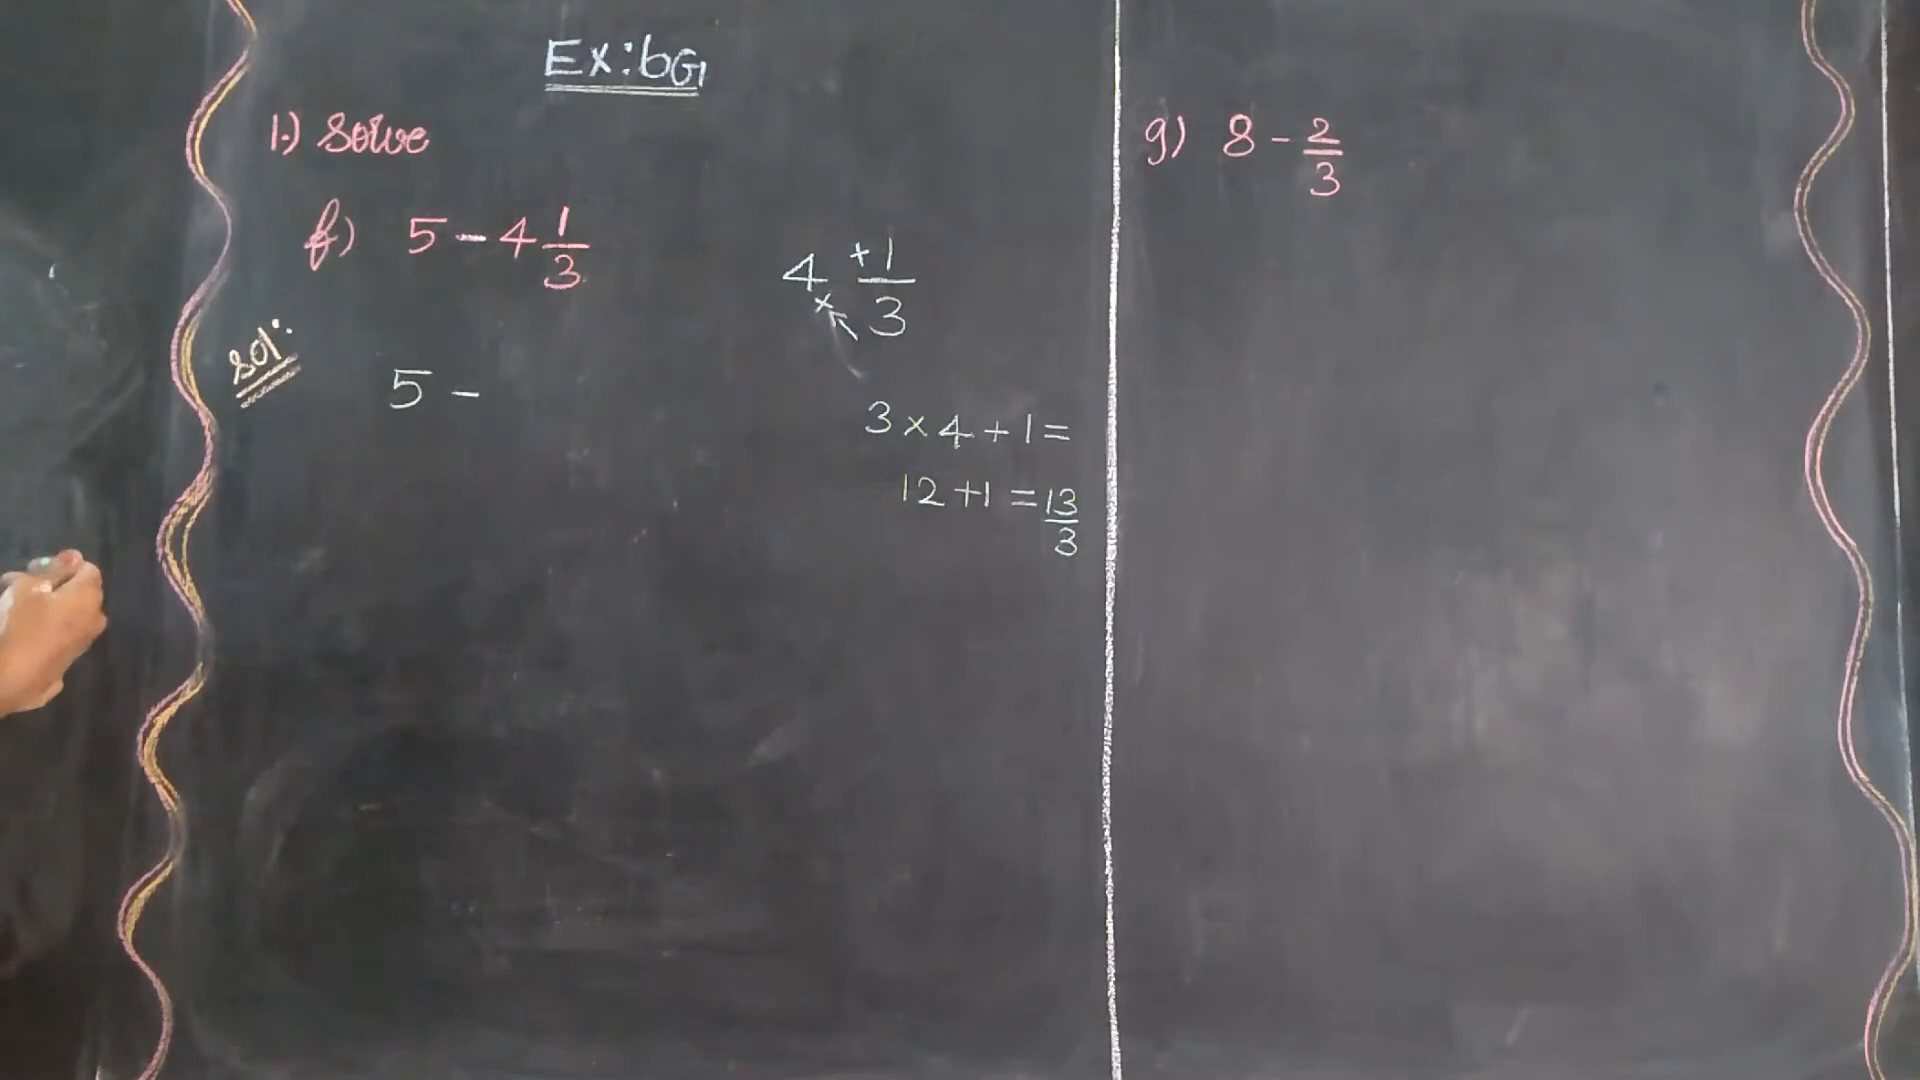 Ex: 6G
1.) Solve
f) 5 - 4 1/3
4 + 1/3
×
Sol:
5 -
3 × 4 + 1 =
12 + 1 = 13/3
g) 8 - 2/3